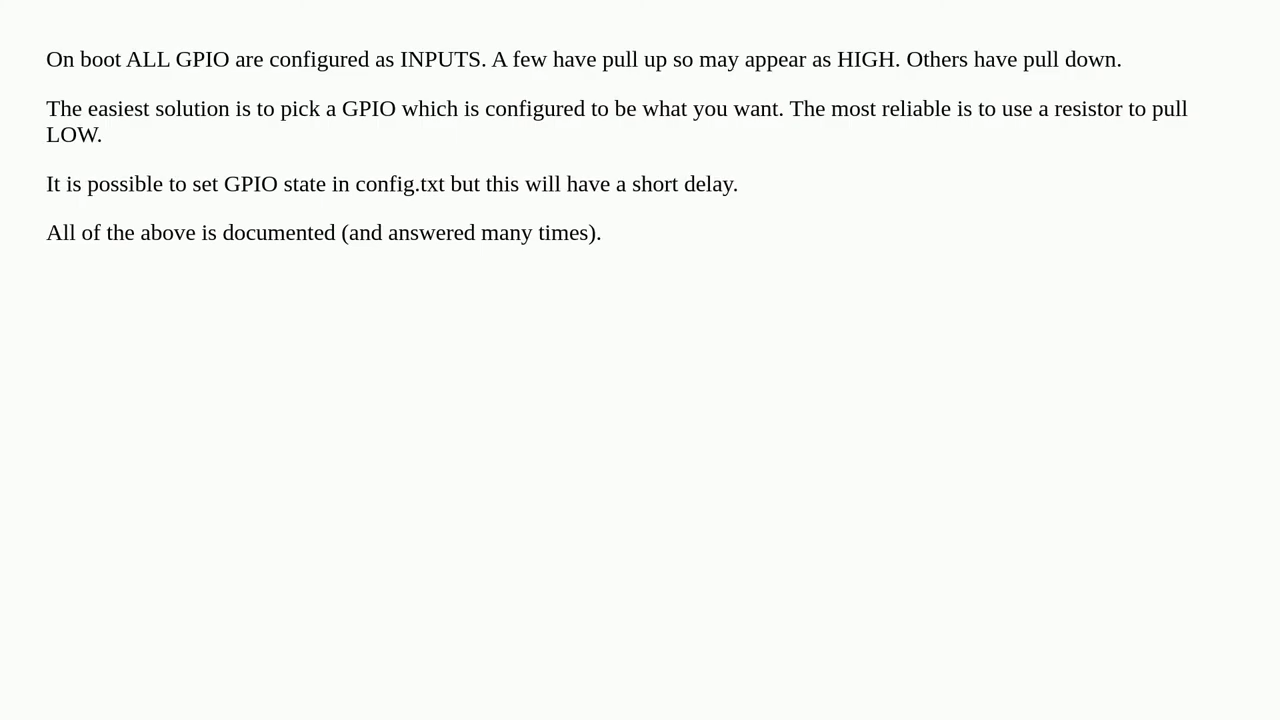 On boot ALL GPIO are configured as INPUTS. A few have pull up so may appear as HIGH. Others have pull down.
The easiest solution is to pick a GPIO which is configured to be what you want. The most reliable is to use a resistor to pull
LOW.
It is possible to set GPIO state in config.txt but this will have a short delay.
All of the above is documented (and answered many times).